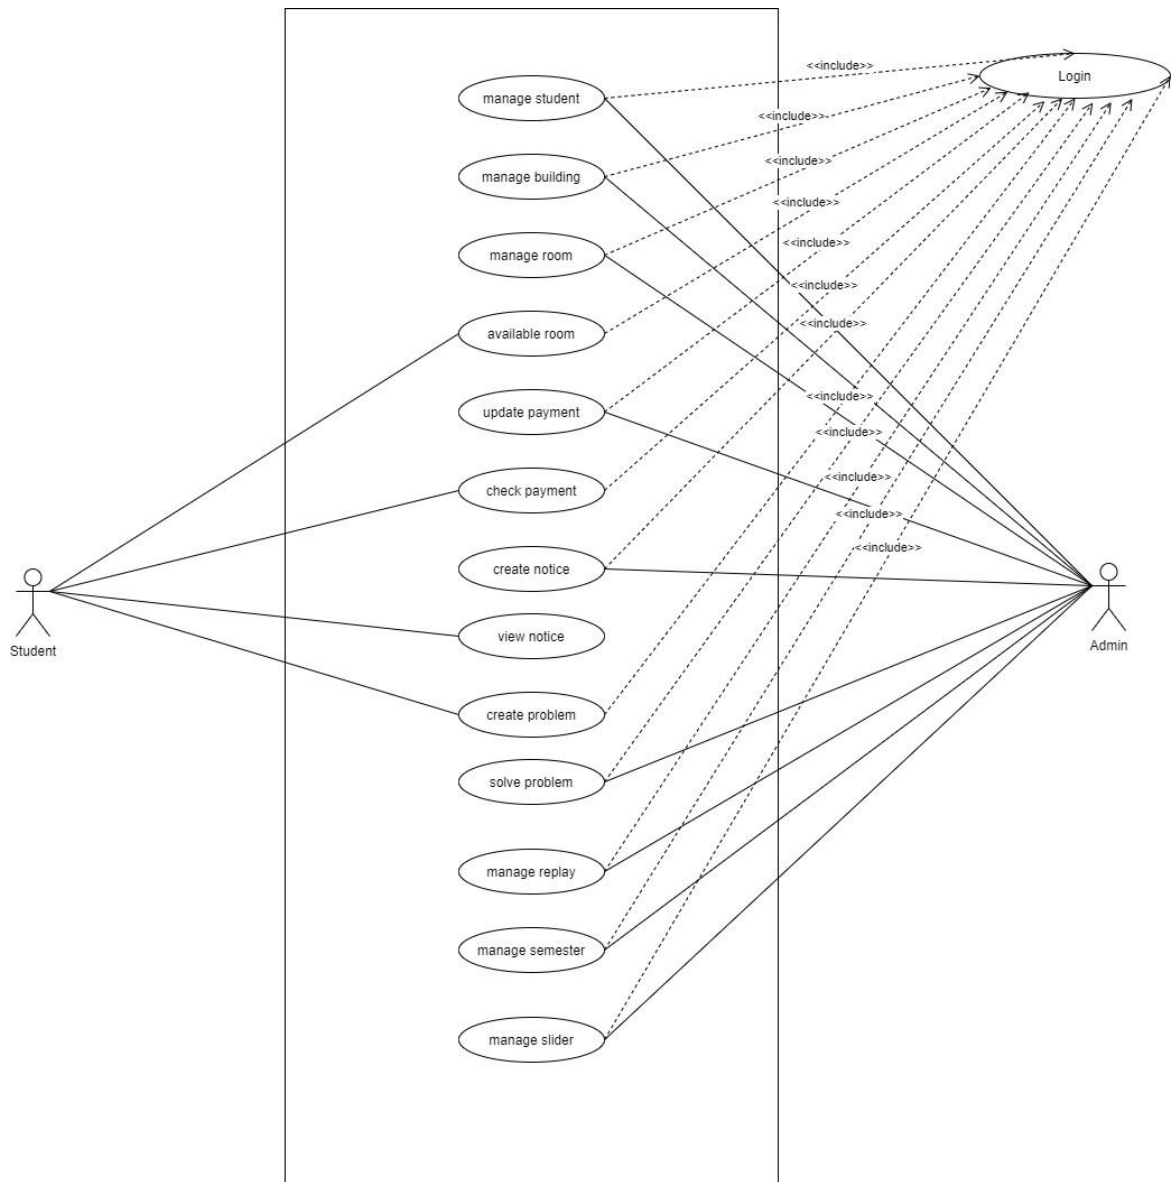 <<include>>
Login
manage student
<<include>>
manage building
<<include>>
<<include>>
manage room
<<include>>
<<include>>
<<include>>
available room
<<include>>
update payment
<<include>>
<<include>>
check payment
<<include>>
<<include>>
create notice
view notice
Student
Admin
create problem
solve problem
manage replay
manage semester
manage slider